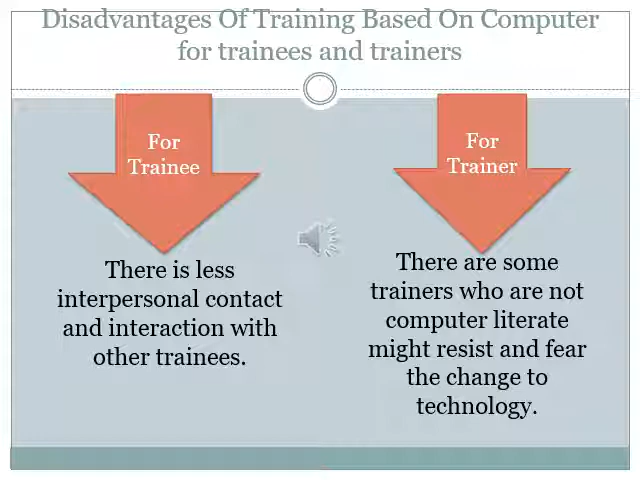 Disadvantages Of Training Based On Computer
for trainees and trainers
For
Trainee
There is less
interpersonal contact
and interaction with
other trainees.
For
Trainer
There are some
trainers who are not
computer literate
might resist and fear
the change to
technology.